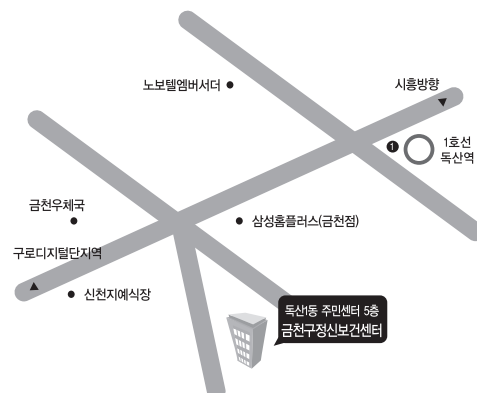 노보텔엠버서더
시흥방향
❶
1호선
독산역
금천우체국
삼성홈플러스(금천점)
구로디지털단지역
신천지예식장
독산1동 주민센터 5층
금천구정신보건센터